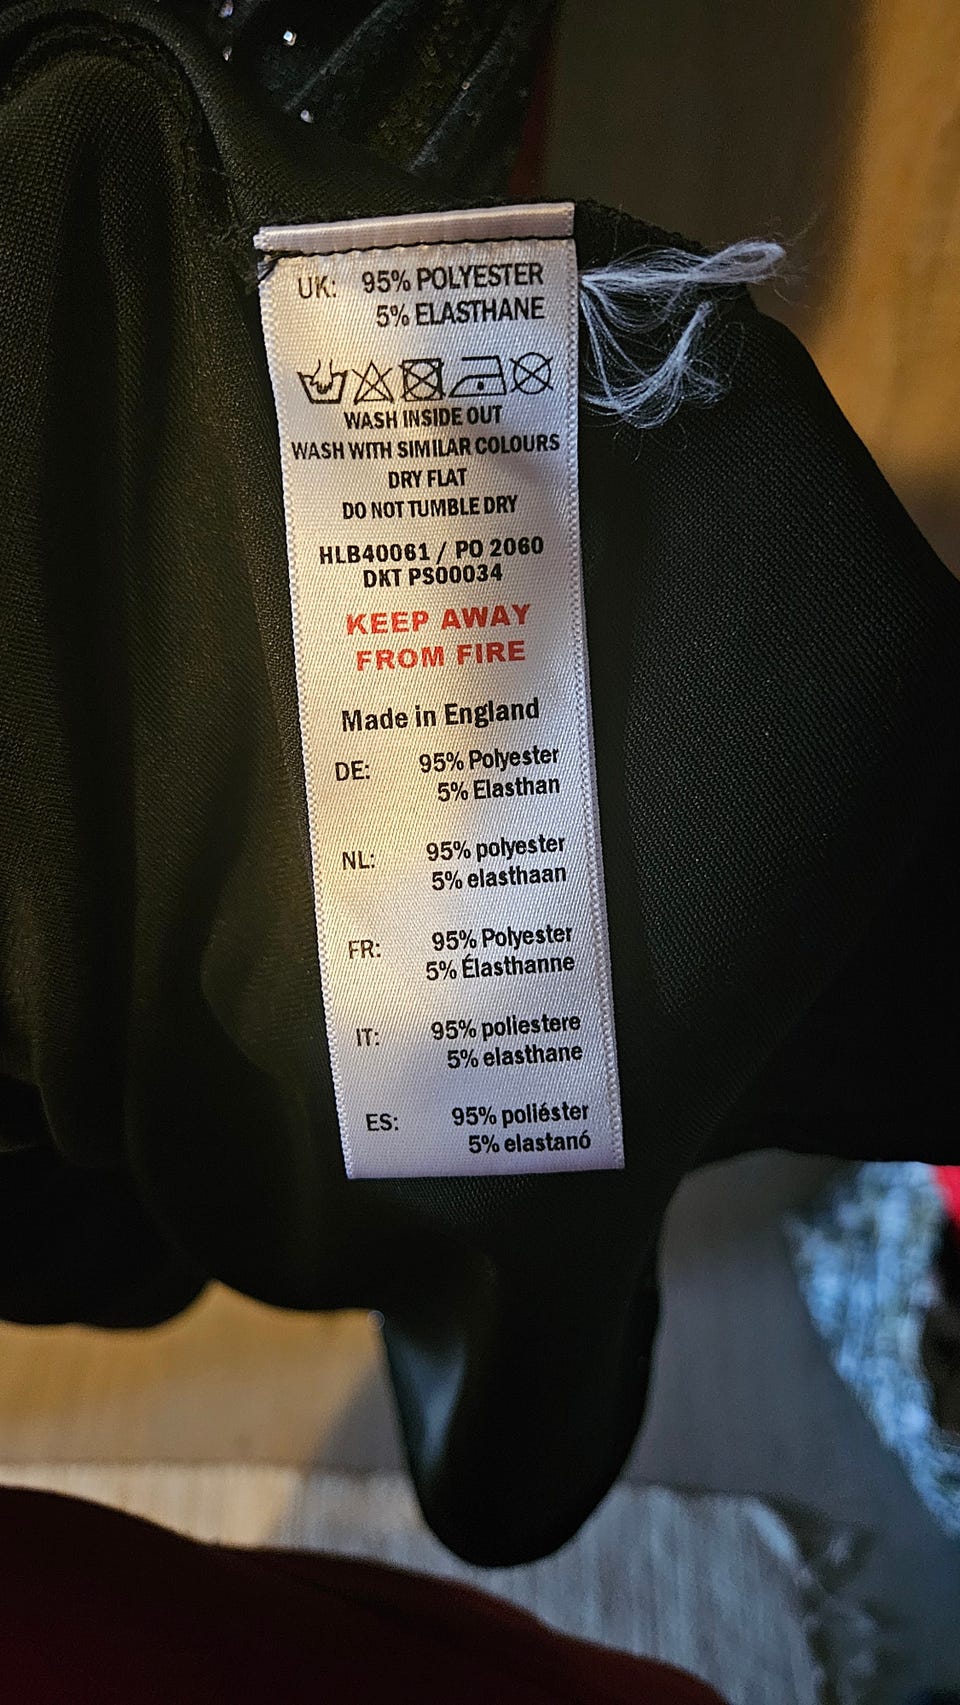 UK: 95% POLYESTER
5% ELASTHANE
WASH INSIDE OUT
WASH WITH SIMILAR COLOURS
DRY FLAT
DO NOT TUMBLE DRY
HLB40061 / PO 2060
DKT PS00034
KEEP AWAY
FROM FIRE
Made in England
DE: 95% Polyester
5% Elasthan
NL: 95% polyester
5% elasthaan
FR: 95% Polyester
5% Élasthanne
IT: 95% poliestere
5% elasthane
ES: 95% poliéster
5% elastanó